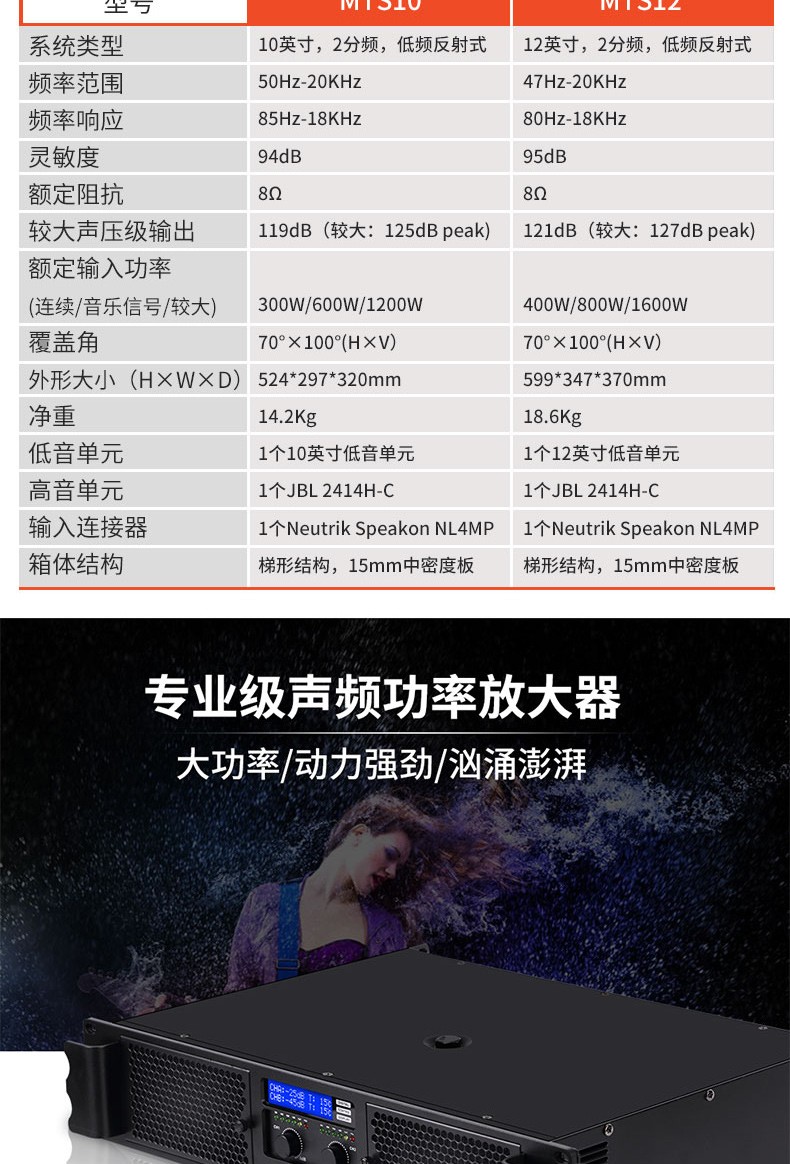 型号 MTS10 MTS12
系统类型 10英寸，2分频，低频反射式 12英寸，2分频，低频反射式
频率范围 50Hz-20KHz 47Hz-20KHz
频率响应 85Hz-18KHz 80Hz-18KHz
灵敏度 94dB 95dB
额定阻抗 8Ω 8Ω
较大声压级输出 119dB（较大：125dB peak) 121dB（较大：127dB peak)
额定输入功率
(连续/音乐信号/较大) 300W/600W/1200W 400W/800W/1600W
覆盖角 70°×100°(H×V） 70°×100°(H×V）
外形大小（H×W×D） 524*297*320mm 599*347*370mm
净重 14.2Kg 18.6Kg
低音单元 1个10英寸低音单元 1个12英寸低音单元
高音单元 1个JBL 2414H-C 1个JBL 2414H-C
输入连接器 1个Neutrik Speakon NL4MP 1个Neutrik Speakon NL4MP
箱体结构 梯形结构，15mm中密度板 梯形结构，15mm中密度板
专业级声频功率放大器
大功率/动力强劲/汹涌澎湃
CHA:-25dB T: 15C
CHB:-45dB T: 15C